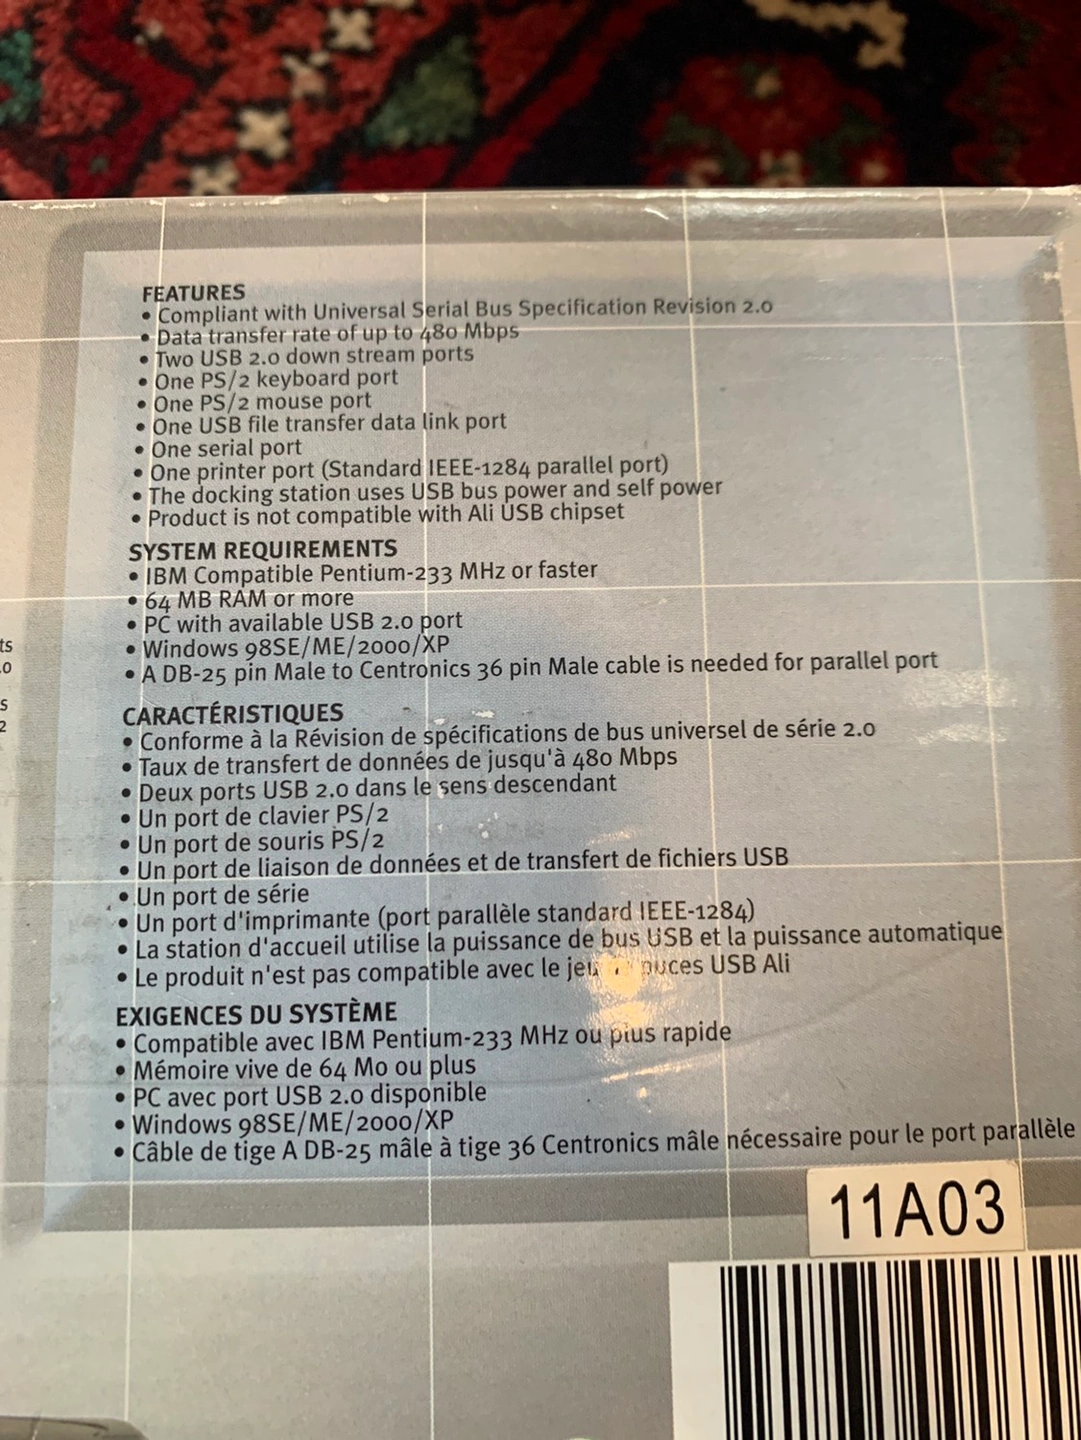 FEATURES
• Compliant with Universal Serial Bus Specification Revision 2.0
• Data transfer rate of up to 480 Mbps
• Two USB 2.0 down stream ports
• One PS/2 keyboard port
• One PS/2 mouse port
• One USB file transfer data link port
• One serial port
• One printer port (Standard IEEE-1284 parallel port)
• The docking station uses USB bus power and self power
• Product is not compatible with Ali USB chipset
SYSTEM REQUIREMENTS
• IBM Compatible Pentium-233 MHz or faster
• 64 MB RAM or more
• PC with available USB 2.0 port
• Windows 98SE/ME/2000/XP
• A DB-25 pin Male to Centronics 36 pin Male cable is needed for parallel port
CARACTÉRISTIQUES
• Conforme à la Révision de spécifications de bus universel de série 2.0
• Taux de transfert de données de jusqu'à 480 Mbps
• Deux ports USB 2.0 dans le sens descendant
• Un port de clavier PS/2
• Un port de souris PS/2
• Un port de liaison de données et de transfert de fichiers USB
• Un port de série
• Un port d'imprimante (port parallèle standard IEEE-1284)
• La station d'accueil utilise la puissance de bus USB et la puissance automatique
• Le produit n'est pas compatible avec le jeu puces USB Ali
EXIGENCES DU SYSTÈME
• Compatible avec IBM Pentium-233 MHz ou plus rapide
• Mémoire vive de 64 Mo ou plus
• PC avec port USB 2.0 disponible
• Windows 98SE/ME/2000/XP
• Câble de tige A DB-25 mâle à tige 36 Centronics mâle nécessaire pour le port parallèle
11A03